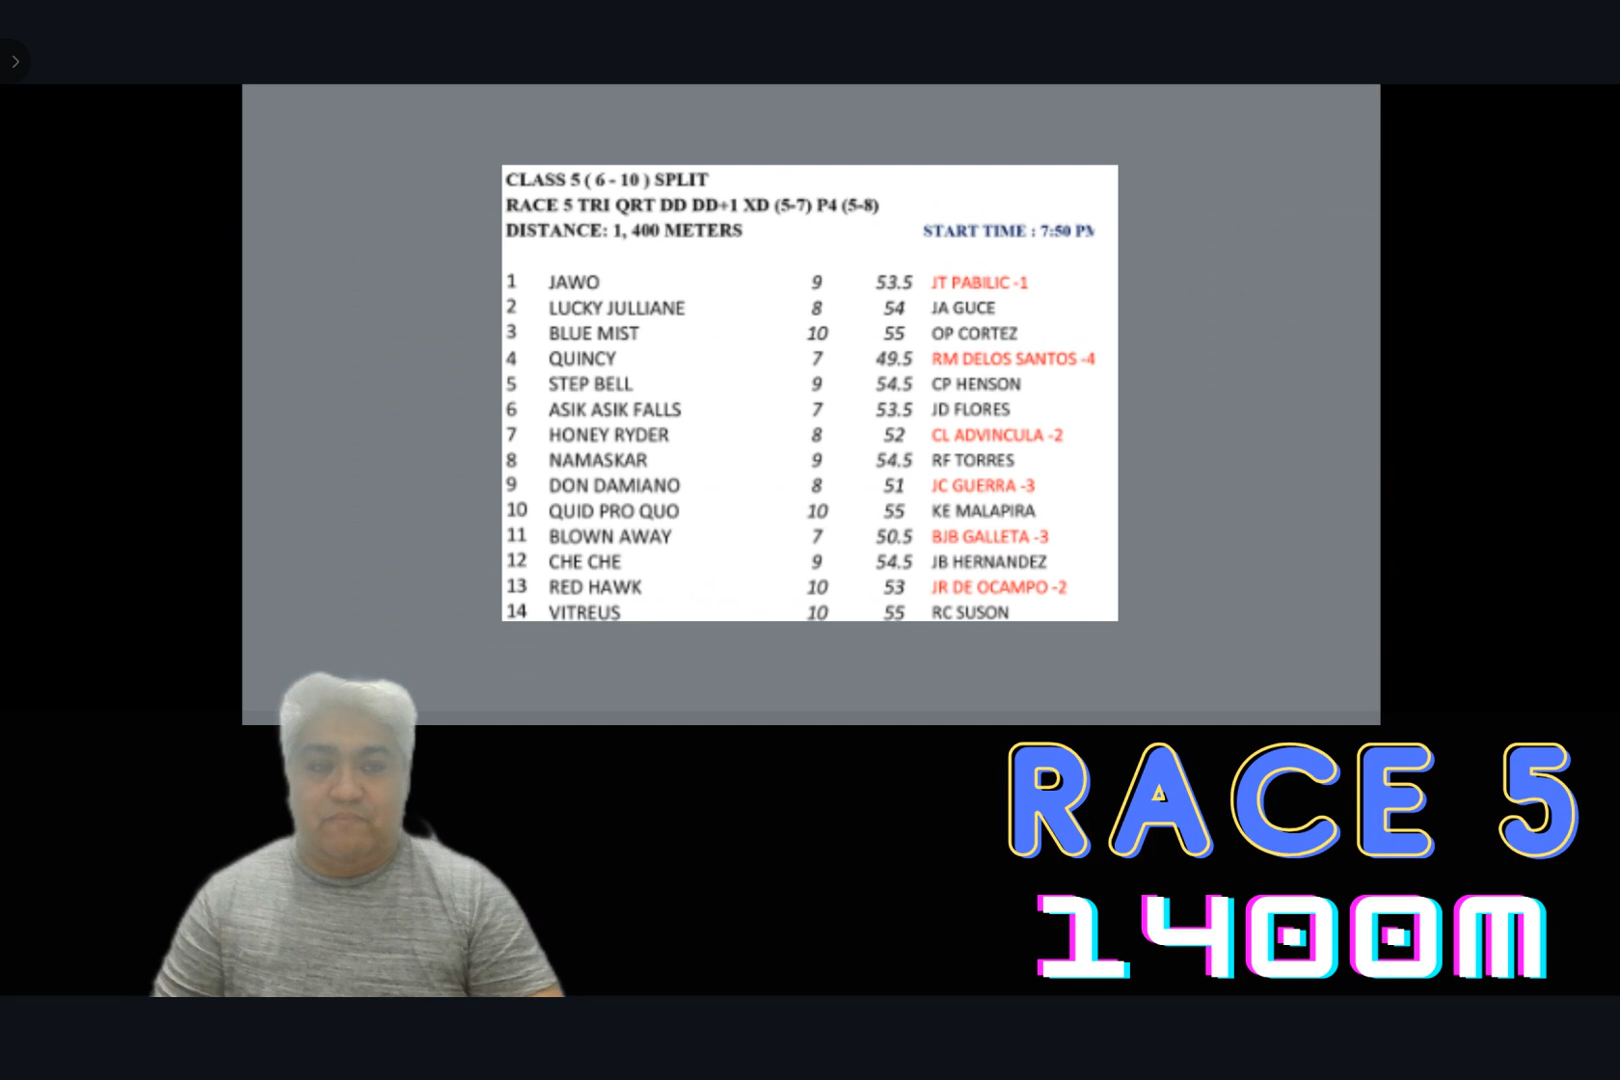 CLASS 5 ( 6 - 10 ) SPLIT
RACE 5 TRI QRT DD DD+1 XD (5-7) P4 (5-8)
DISTANCE: 1, 400 METERS START TIME : 7:50 PM
1 JAWO 9 53.5 JT PABILIC -1
2 LUCKY JULLIANE 8 54 JA GUCE
3 BLUE MIST 10 55 OP CORTEZ
4 QUINCY 7 49.5 RM DELOS SANTOS -4
5 STEP BELL 9 54.5 CP HENSON
6 ASIK ASIK FALLS 7 53.5 JD FLORES
7 HONEY RYDER 8 52 CL ADVINCULA -2
8 NAMASKAR 9 54.5 RF TORRES
9 DON DAMIANO 8 51 JC GUERRA -3
10 QUID PRO QUO 10 55 KE MALAPIRA
11 BLOWN AWAY 7 50.5 BJB GALLETA -3
12 CHE CHE 9 54.5 JB HERNANDEZ
13 RED HAWK 10 53 JR DE OCAMPO -2
14 VITREUS 10 55 RC SUSON
RACE 5
1400M